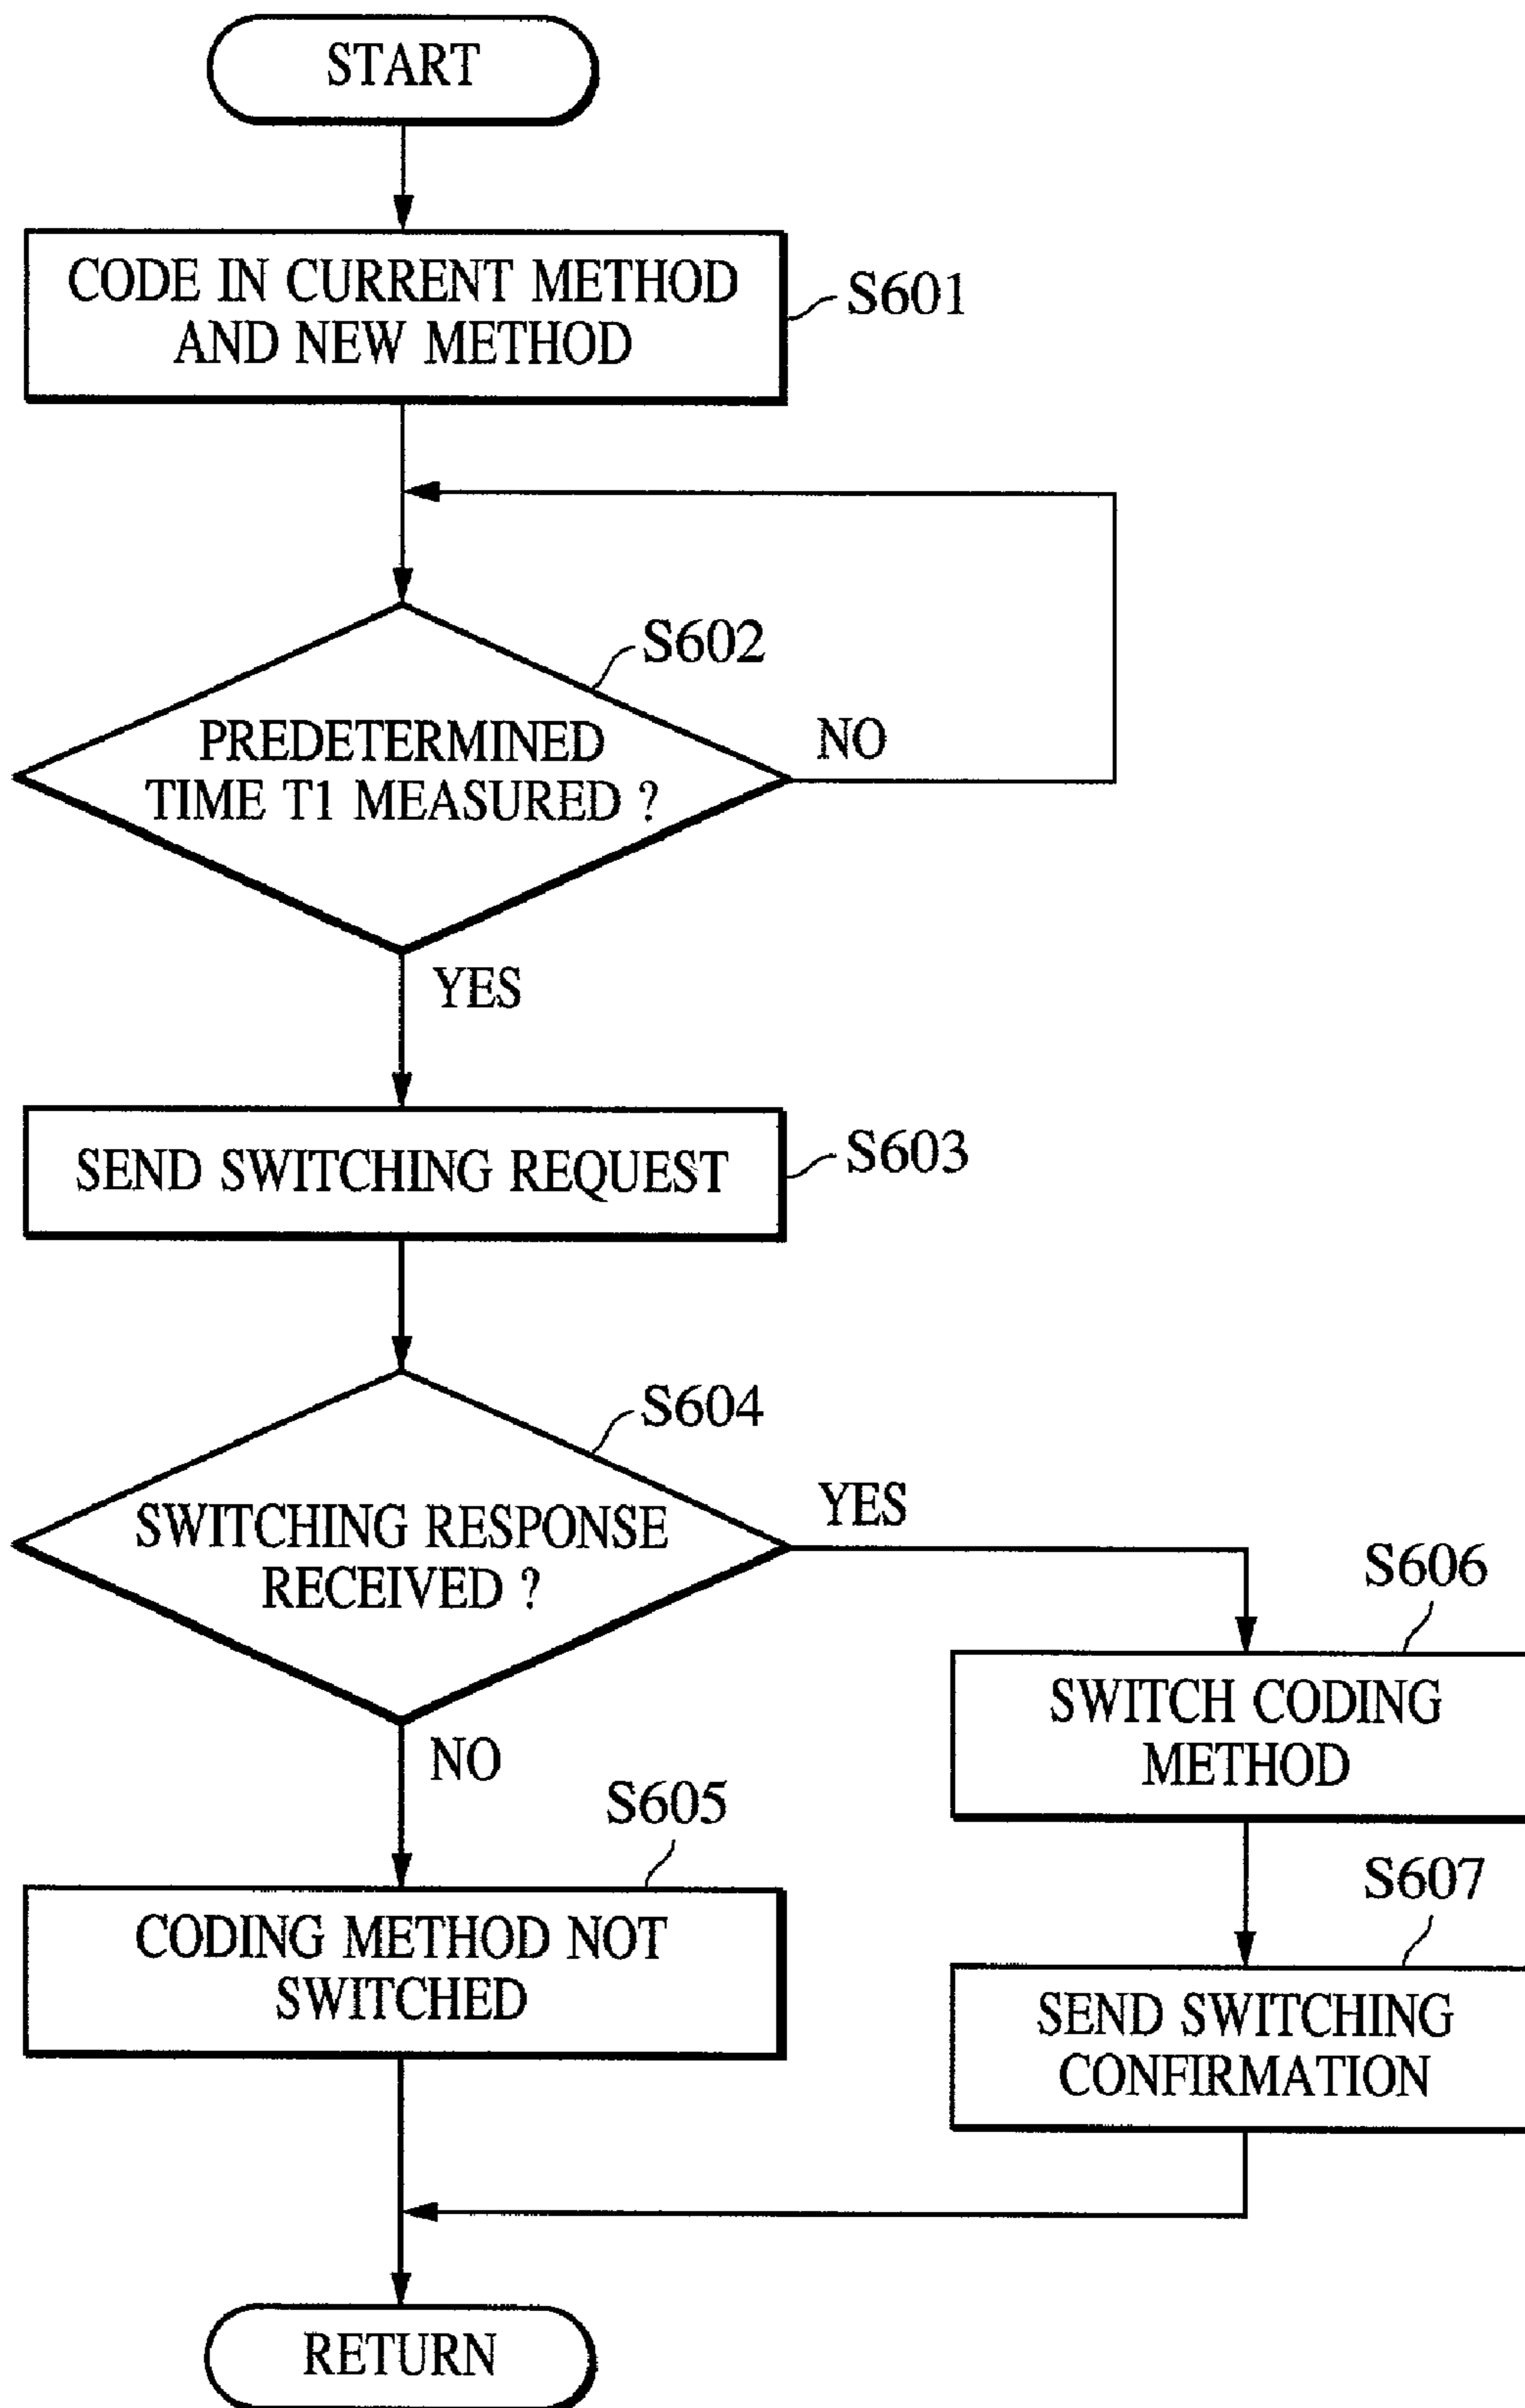 START
CODE IN CURRENT METHOD
AND NEW METHOD
S601
S602
PREDETERMINED
TIME T1 MEASURED ?
NO
YES
SEND SWITCHING REQUEST
S603
S604
SWITCHING RESPONSE
RECEIVED ?
YES
NO
S606
SWITCH CODING
METHOD
S605
CODING METHOD NOT
SWITCHED
S607
SEND SWITCHING
CONFIRMATION
RETURN